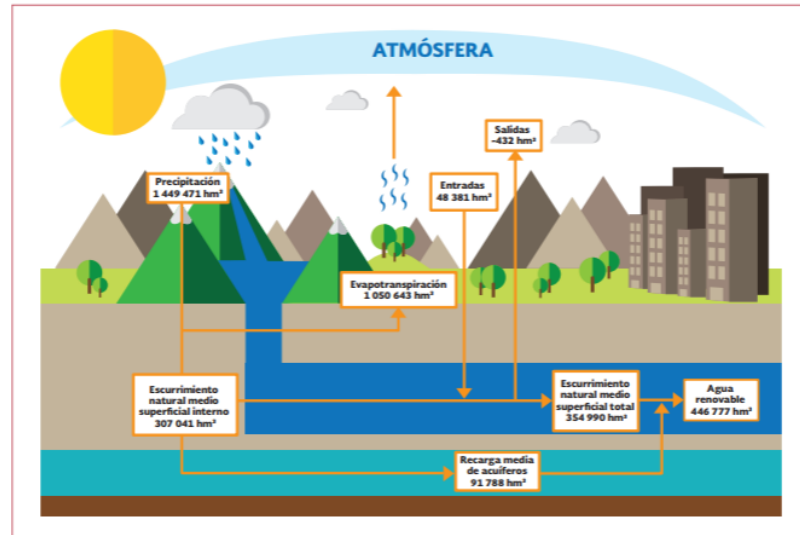 ATMÓSFERA
Salidas
-432 hm³
Precipitación
1 449 471 hm³
Entradas
48 381 hm³
Evapotranspiración
1 050 643 hm³
Escurrimiento
natural medio
superficial interno
307 041 hm³
Escurrimiento
natural medio
superficial total
354 990 hm³
Agua
renovable
446 777 hm³
Recarga media
de acuíferos
91 788 hm³